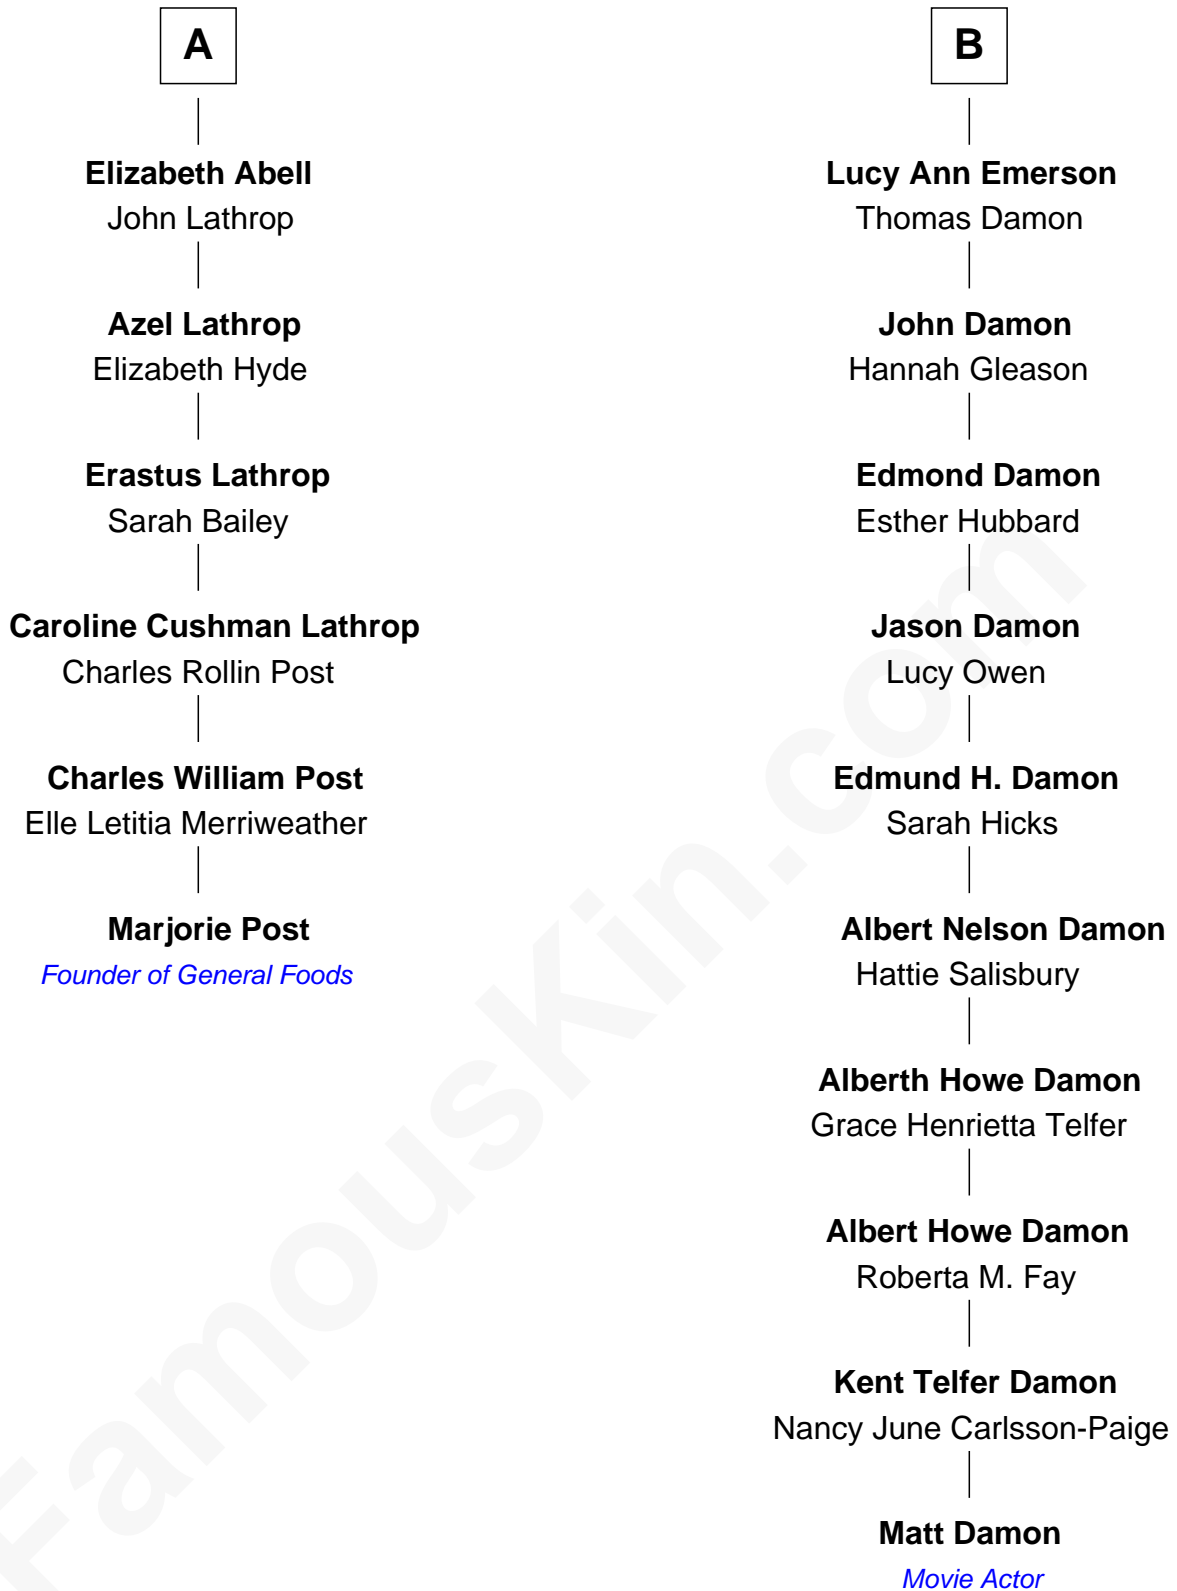 A
Elizabeth Abell
John Lathrop
Azel Lathrop
Elizabeth Hyde
Erastus Lathrop
Sarah Bailey
Caroline Cushman Lathrop
Charles Rollin Post
Charles William Post
Elle Letitia Merriweather
Marjorie Post
Founder of General Foods
B
Lucy Ann Emerson
Thomas Damon
John Damon
Hannah Gleason
Edmond Damon
Esther Hubbard
Jason Damon
Lucy Owen
Edmund H. Damon
Sarah Hicks
Albert Nelson Damon
Hattie Salisbury
Alberth Howe Damon
Grace Henrietta Telfer
Albert Howe Damon
Roberta M. Fay
Kent Telfer Damon
Nancy June Carlsson-Paige
Matt Damon
Movie Actor
FamousKin.com